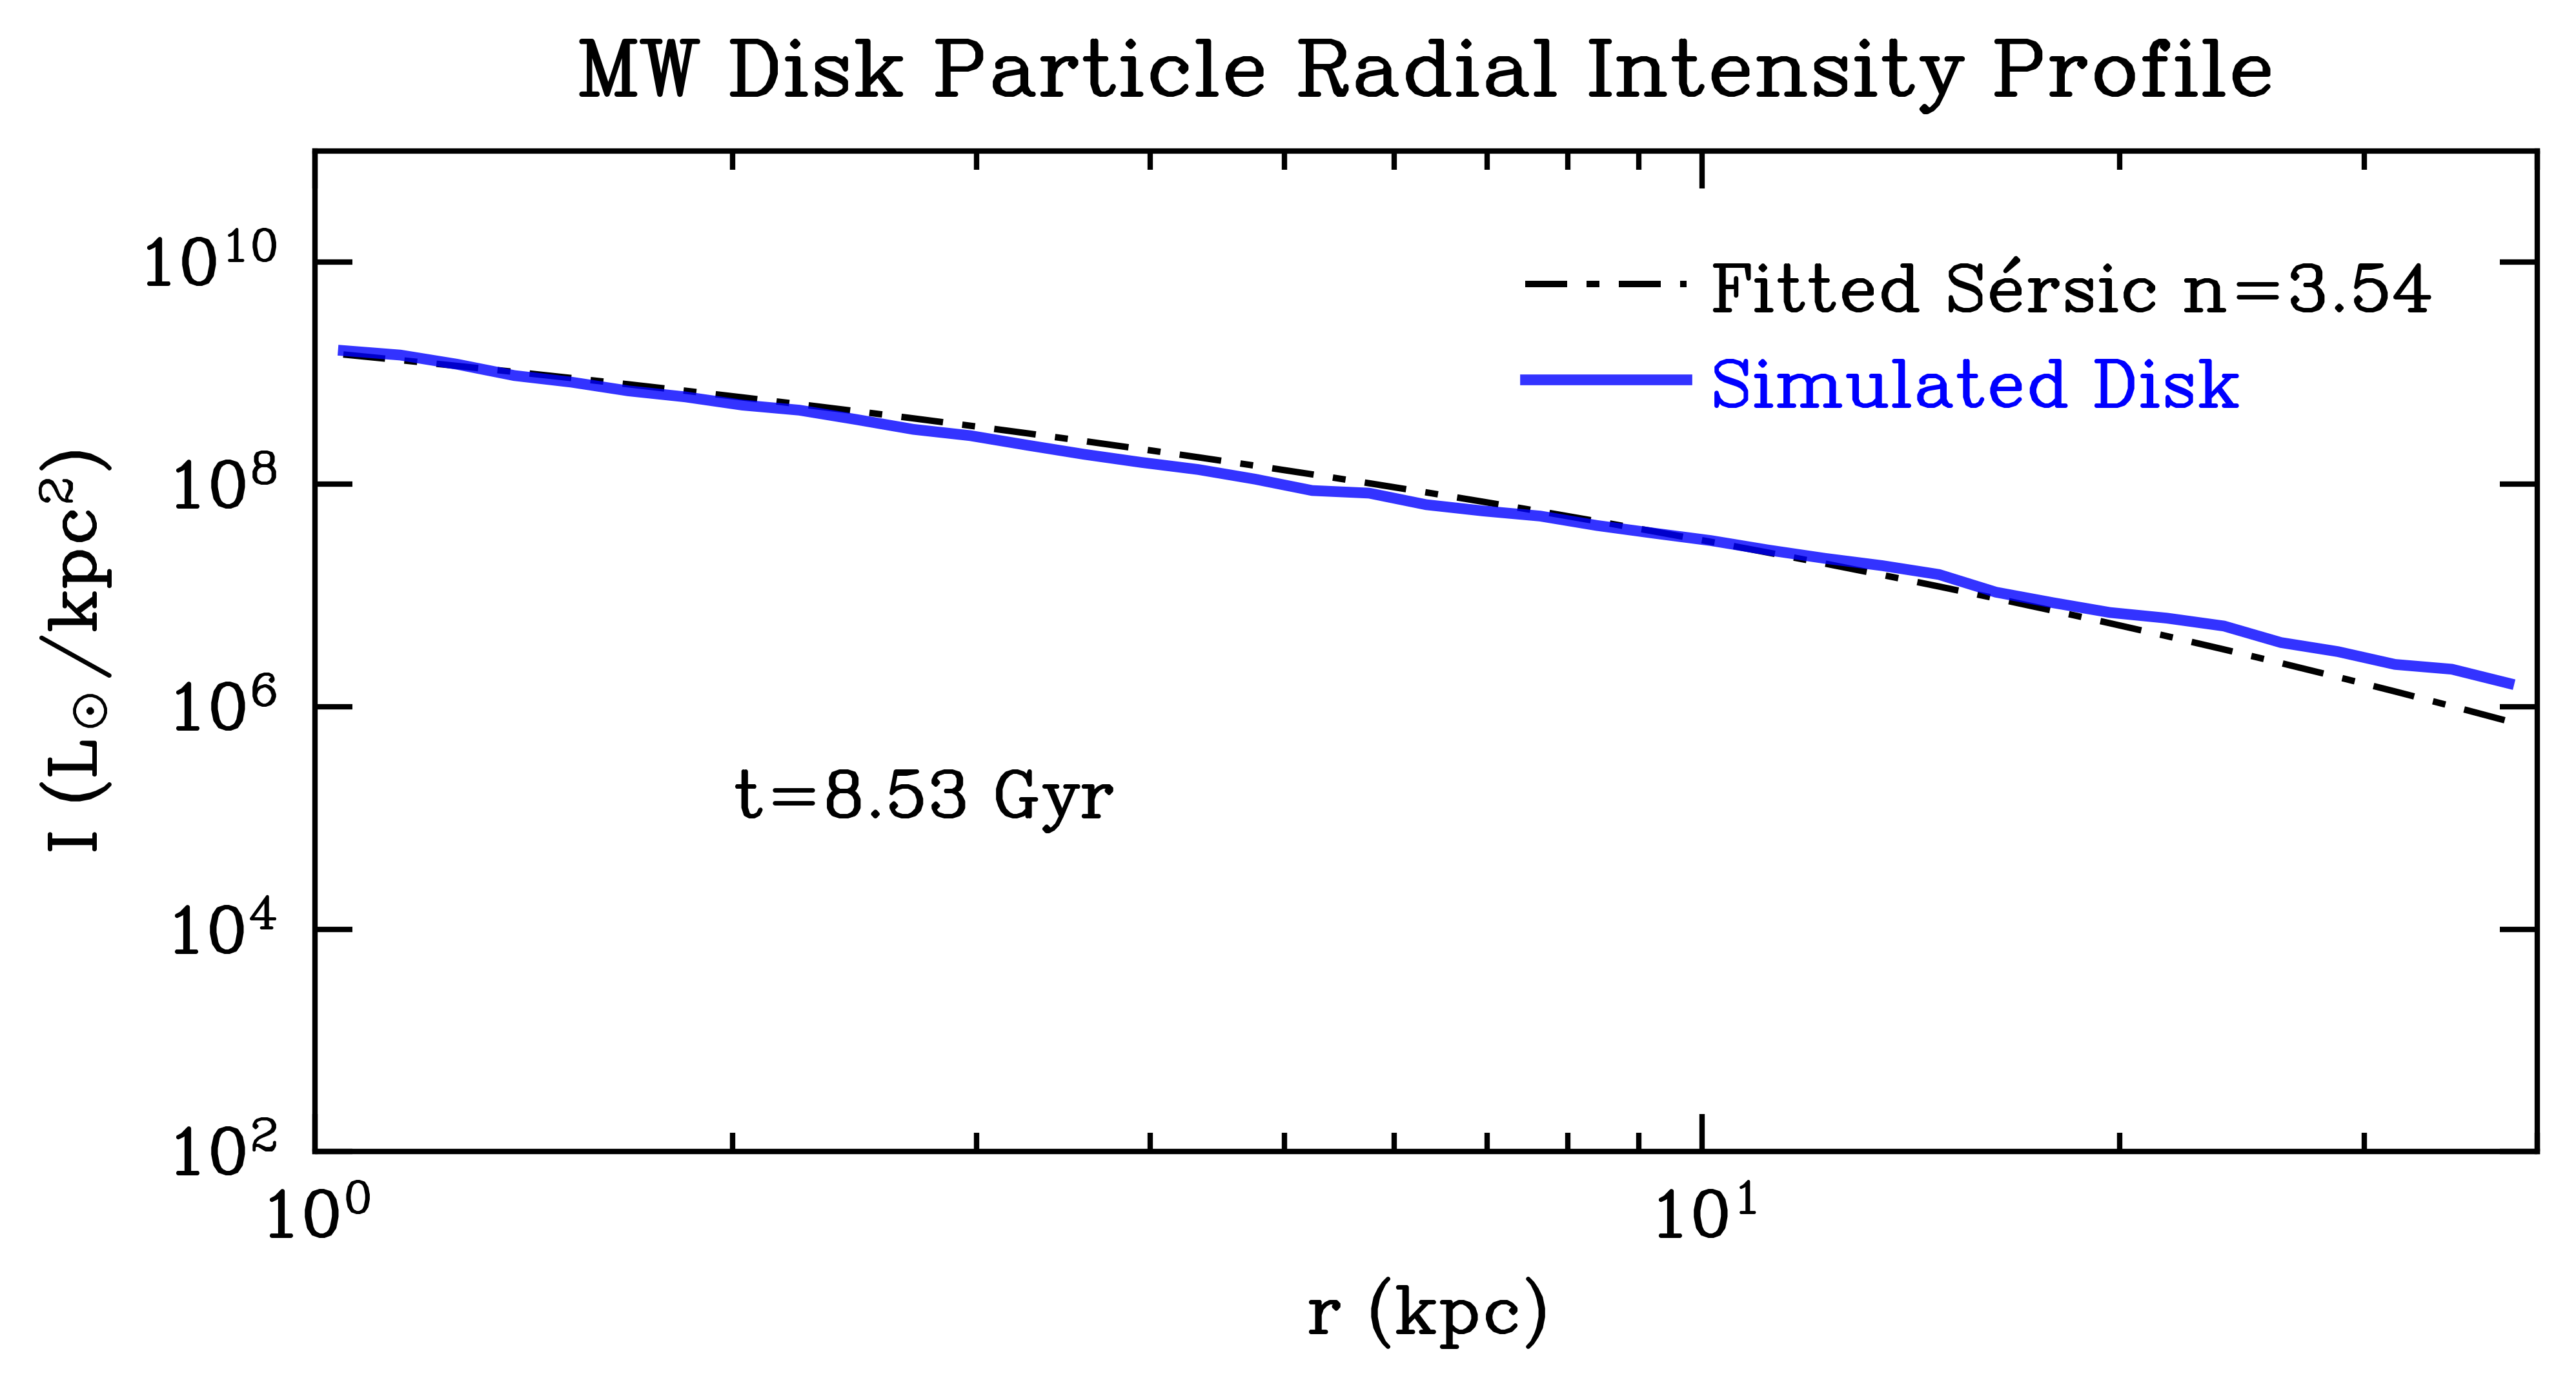 MW Disk Particle Radial Intensity Profile
I (L⊙/kpc²)
10¹⁰
10⁸
10⁶
10⁴
10²
Fitted Sérsic n=3.54
Simulated Disk
t=8.53 Gyr
10⁰
10¹
r (kpc)